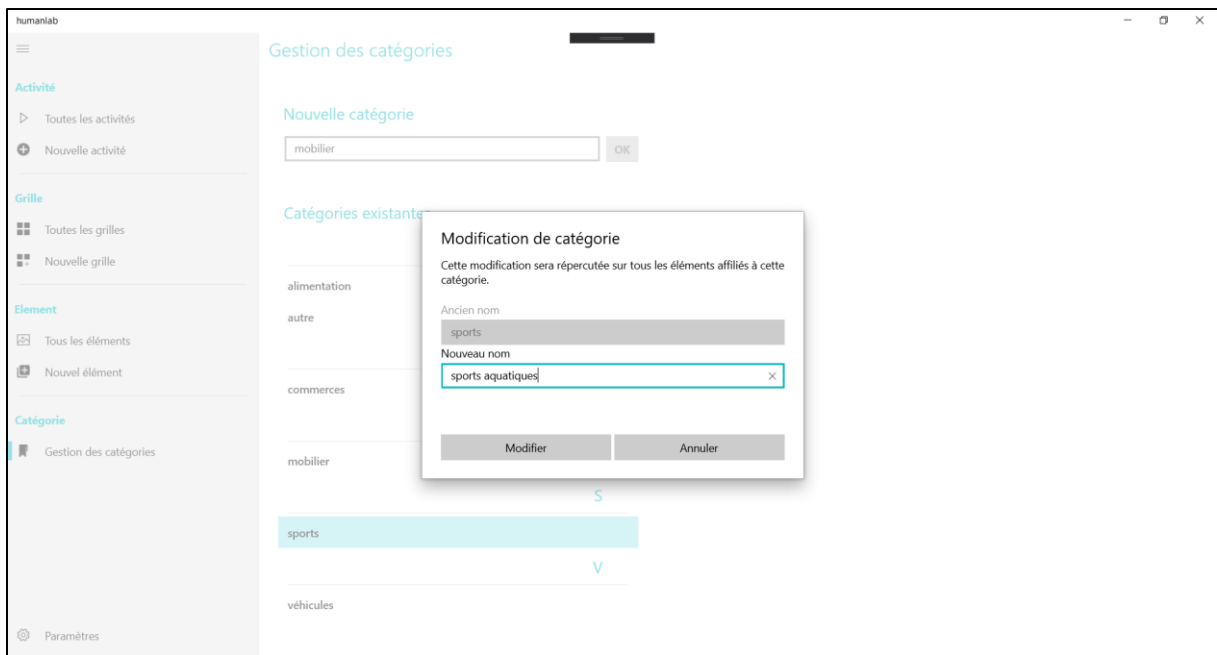 humanlab
Gestion des catégories
Activité
Toutes les activités
Nouvelle activité
Grille
Toutes les grilles
Nouvelle grille
Element
Tous les éléments
Nouvel élément
Catégorie
Gestion des catégories
Paramètres
Nouvelle catégorie
mobilier
OK
Catégories existante
alimentation
autre
commerces
mobilier
S
sports
V
véhicules
Modification de catégorie
Cette modification sera répercutée sur tous les éléments affiliés à cette
catégorie.
Ancien nom
sports
Nouveau nom
sports aquatiques
Modifier
Annuler